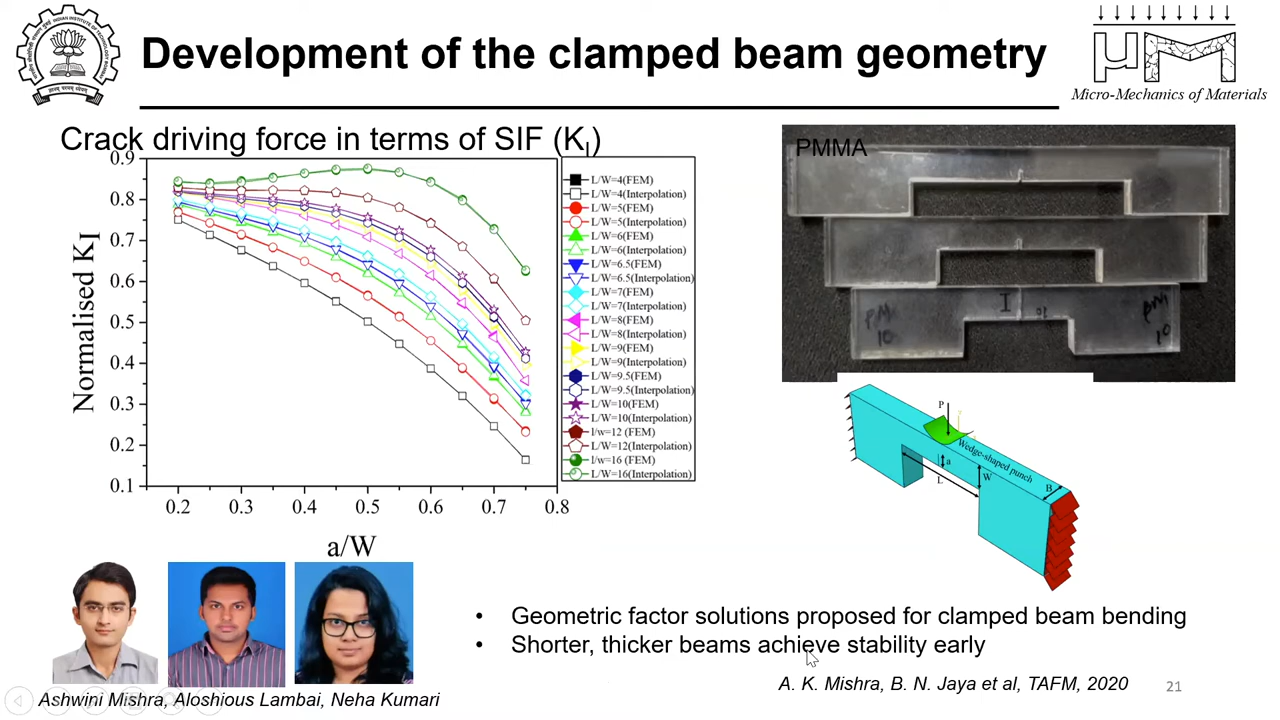 Development of the clamped beam geometry
μM
Micro-Mechanics of Materials
Crack driving force in terms of SIF (K_I)
Normalised K_I
0.9
0.8
0.7
0.6
0.5
0.4
0.3
0.2
0.1
0.2 0.3 0.4 0.5 0.6 0.7 0.8
a/W
L/W=4(FEM)
L/W=4(Interpolation)
L/W=5(FEM)
L/W=5(Interpolation)
L/W=6(FEM)
L/W=6(Interpolation)
L/W=6.5(FEM)
L/W=6.5(Interpolation)
L/W=7(FEM)
L/W=7(Interpolation)
L/W=8(FEM)
L/W=8(Interpolation)
L/W=9(FEM)
L/W=9(Interpolation)
L/W=9.5(FEM)
L/W=9.5(Interpolation)
L/W=10(FEM)
L/W=10(Interpolation)
l/w=12 (FEM)
L/W=12(Interpolation)
l/w=16 (FEM)
L/W=16(Interpolation)
PMMA
10
10
P
Wedge-shaped punch
a
W
L
B
• Geometric factor solutions proposed for clamped beam bending
• Shorter, thicker beams achieve stability early
Ashwini Mishra, Aloshious Lambai, Neha Kumari
A. K. Mishra, B. N. Jaya et al, TAFM, 2020
21